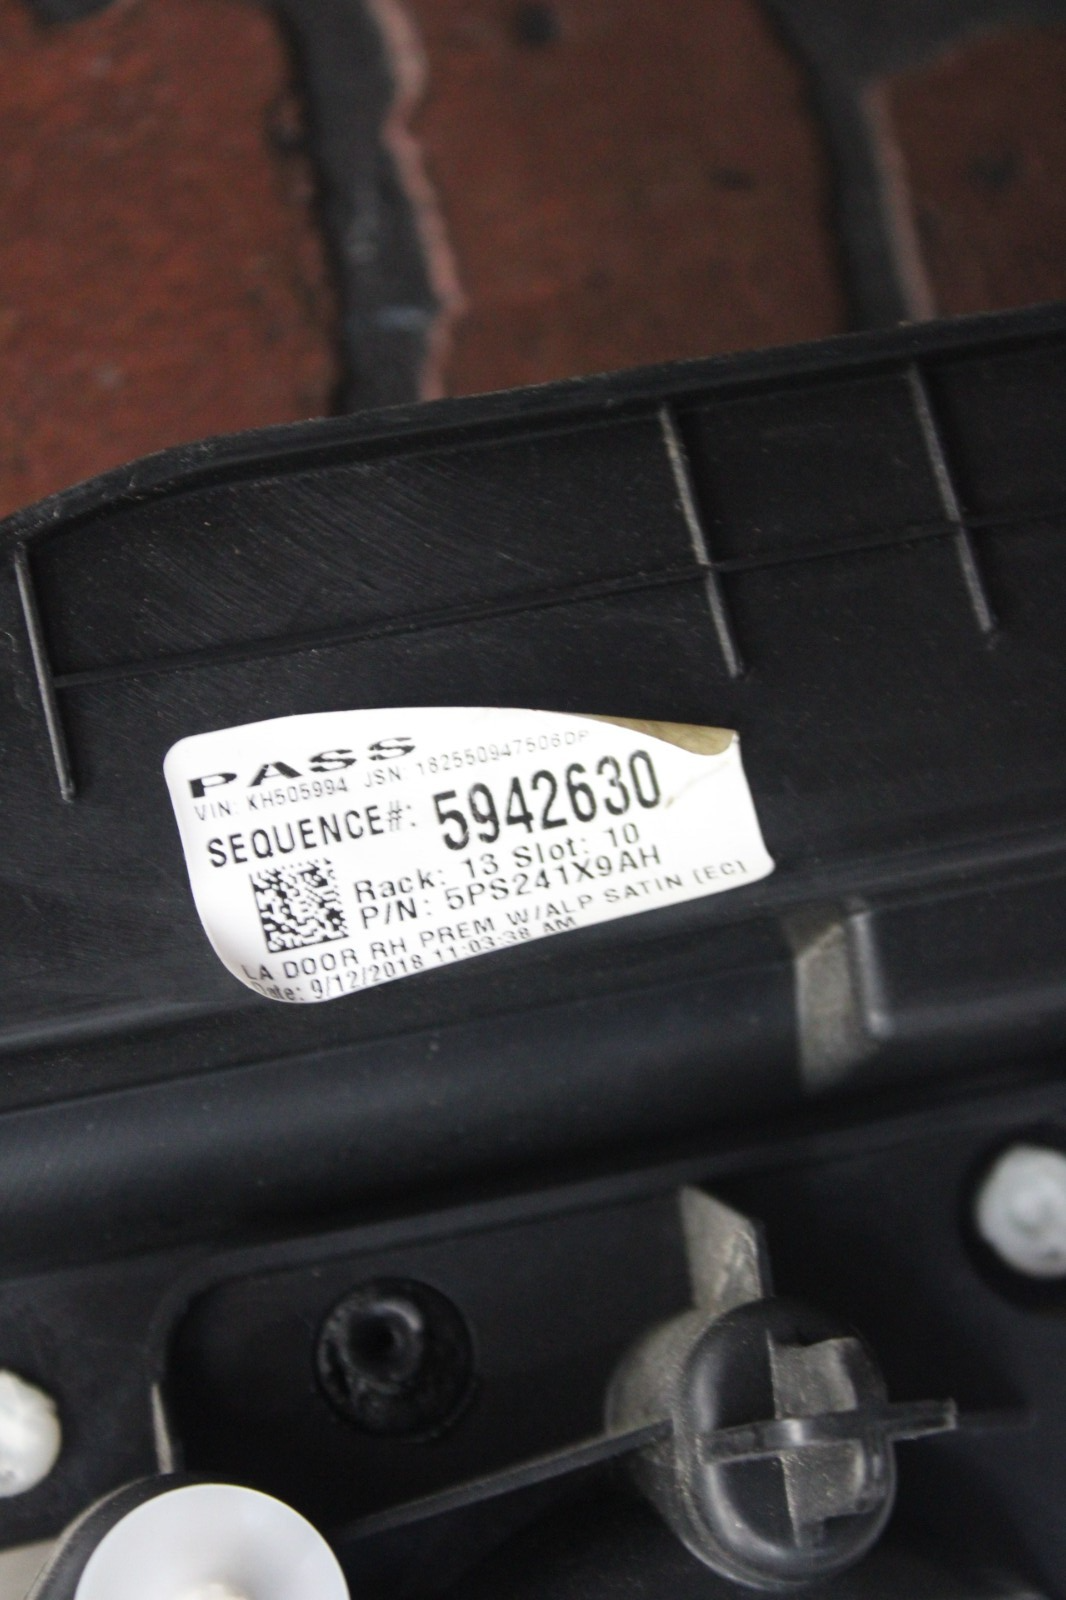 PASS
VIN: KH505994 JSN: 182550947506DP
SEQUENCE#: 5942630
Rack: 13 Slot: 10
P/N: 5PS241X9AH
LA DOOR RH PREM W/ALP SATIN [EC]
Date: 9/12/2018 11:03:38 AM